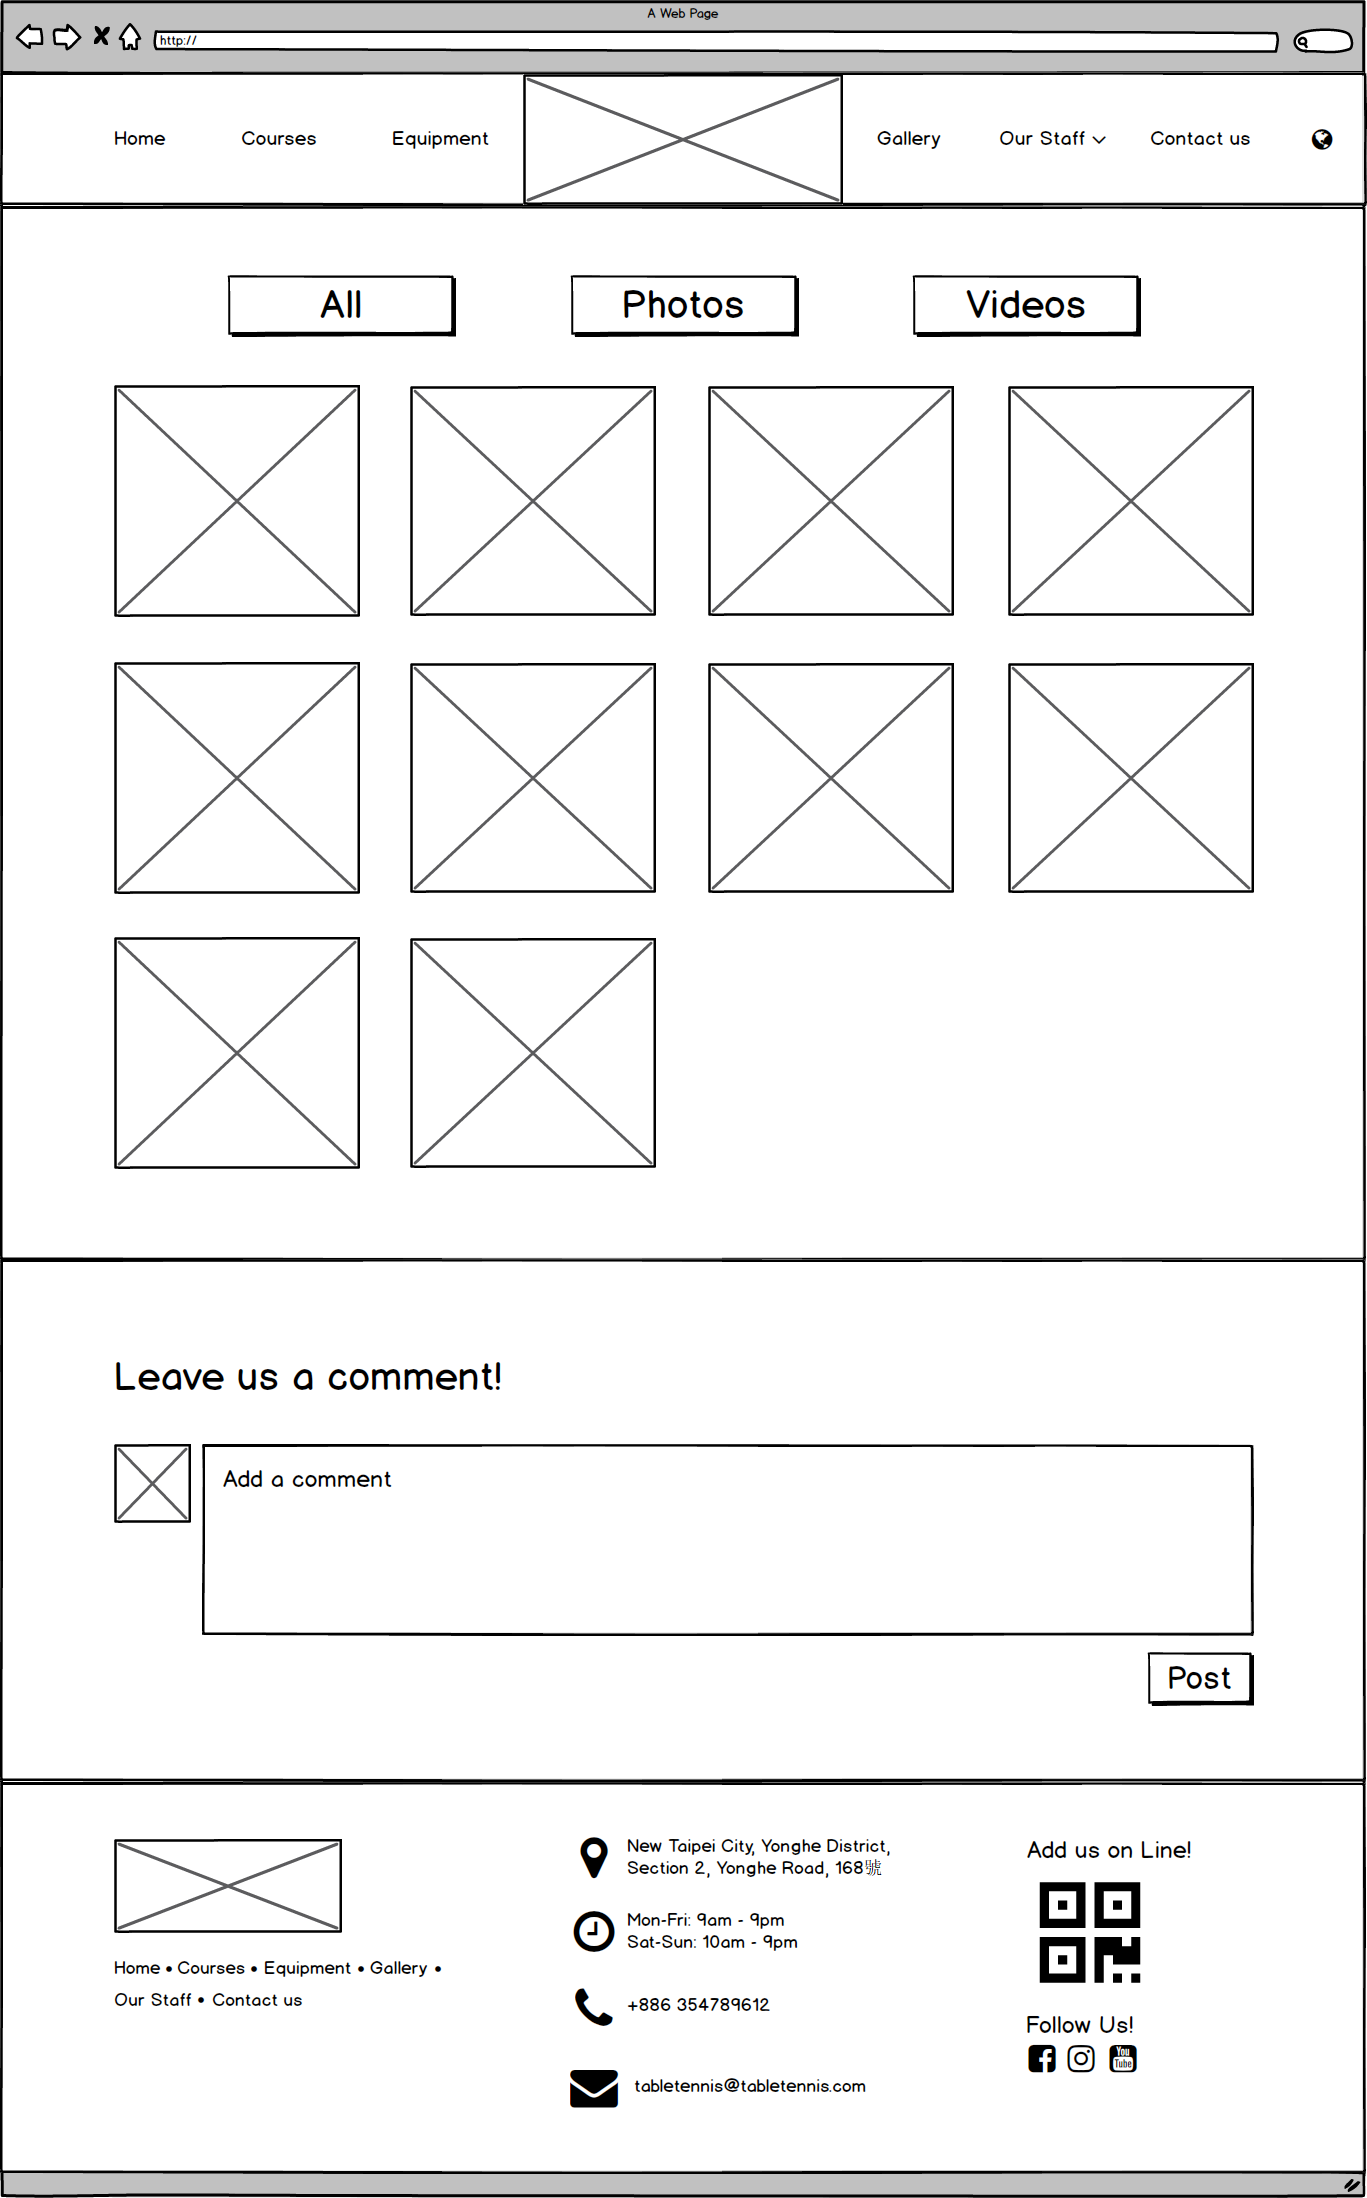 A Web Page
http://
Home
Courses
Equipment
Gallery
Our Staff
Contact us
All
Photos
Videos
Leave us a comment!
Add a comment
Post
Home • Courses • Equipment • Gallery •
Our Staff • Contact us
New Taipei City, Yonghe District,
Section 2, Yonghe Road, 168號
Mon-Fri: 9am - 9pm
Sat-Sun: 10am - 9pm
+886 354789612
tabletennis@tabletennis.com
Add us on Line!
Follow Us!
You
Tube